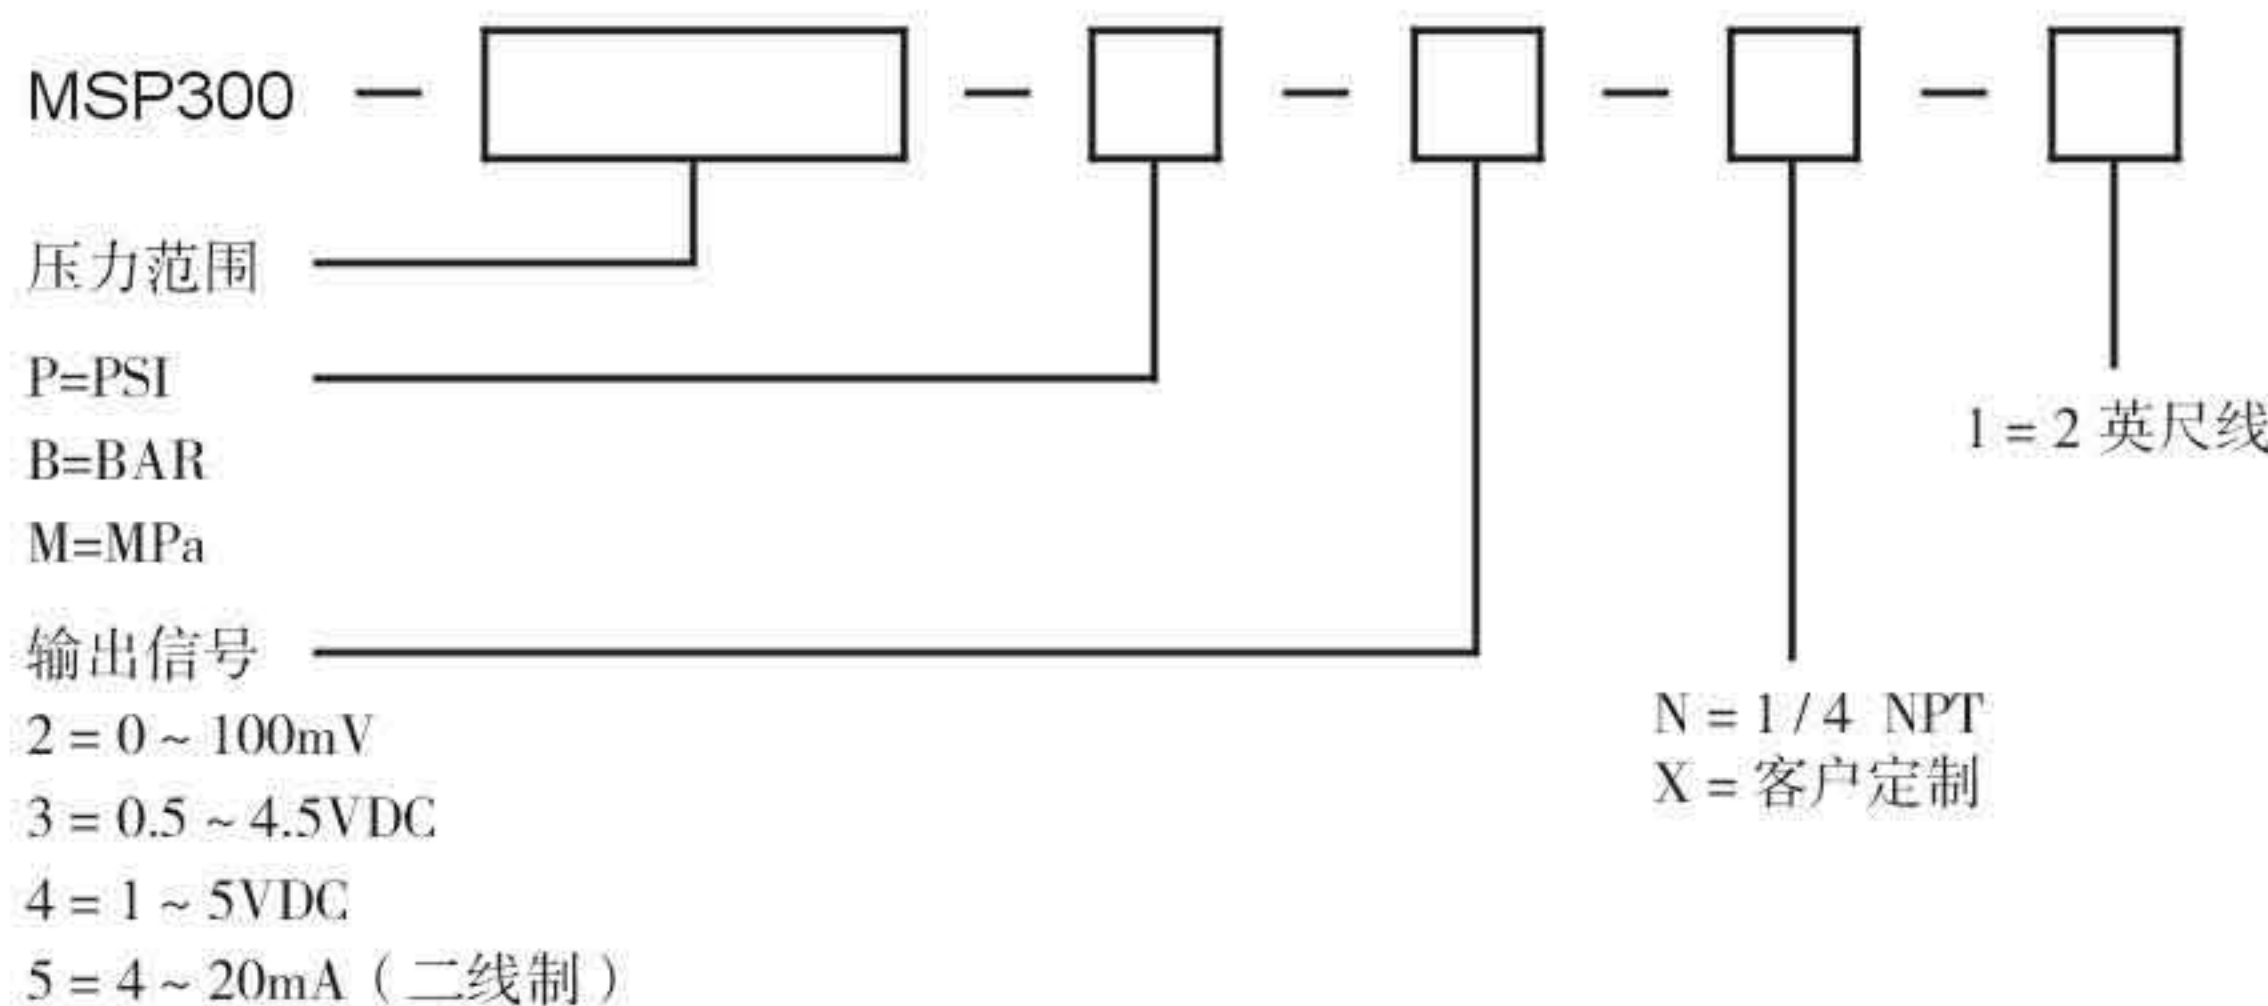 MSP300 — — — — —
压力范围
P=PSI
B=BAR
M=MPa
1 = 2 英尺线
输出信号
2 = 0 ~ 100mV
3 = 0.5 ~ 4.5VDC
4 = 1 ~ 5VDC
5 = 4 ~ 20mA（二线制）
N = 1 / 4 NPT
X = 客户定制